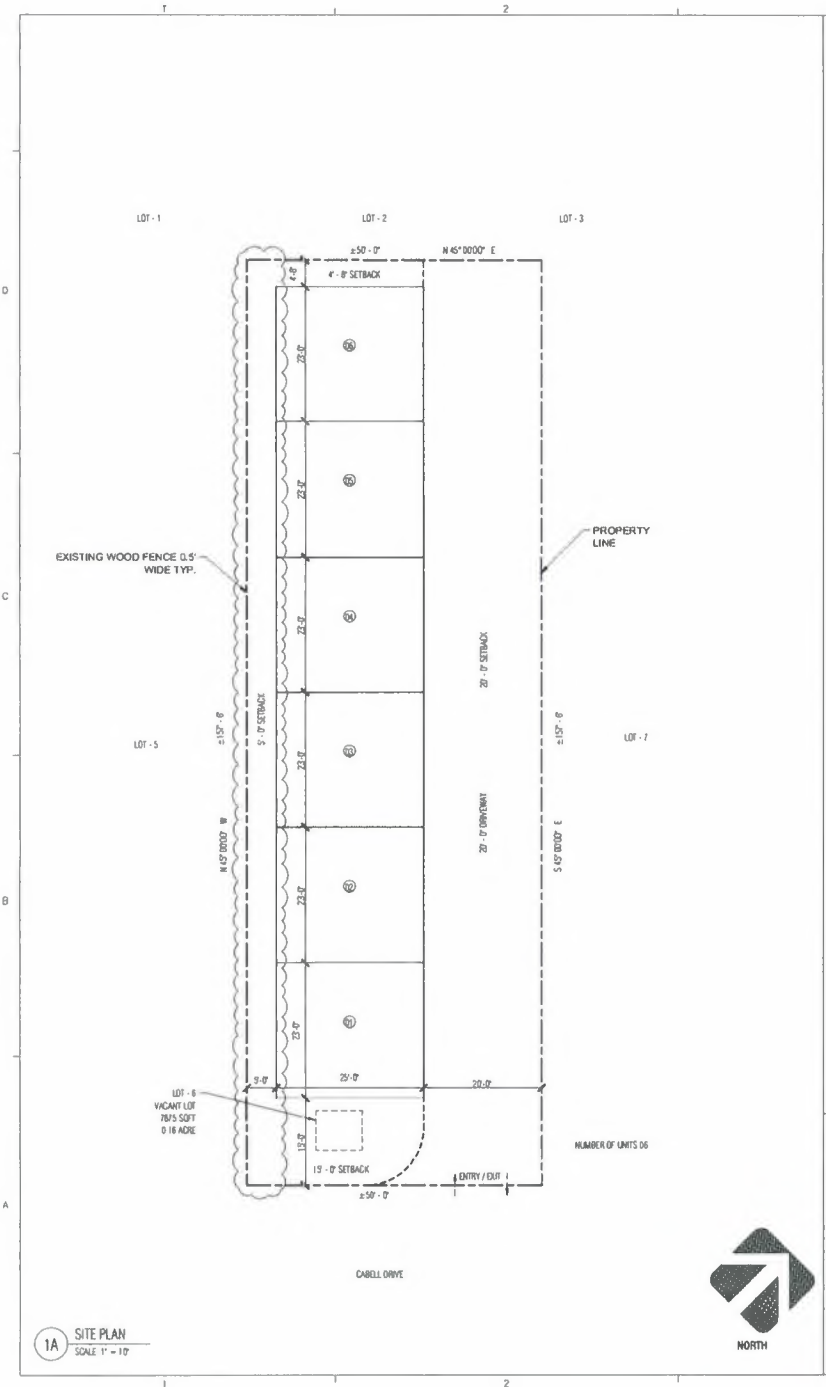 1
2
D
C
B
A
LOT - 1
LOT - 2
LOT - 3
±50' - 0"
N 45°00'00" E
4'-8"
4' - 8" SETBACK
23'-0"
06
23'-0"
05
EXISTING WOOD FENCE 0.5'
WIDE TYP.
PROPERTY
LINE
23'-0"
04
5' - 0" SETBACK
20' - 0" SETBACK
±157' - 6"
±157' - 6"
LOT - 5
LOT - 7
23'-0"
03
N 45°00'00" W
20' - 0" DRIVEWAY
S 45°00'00" E
23'-0"
02
23'-0"
01
5'-0"
25'-0"
20'-0"
LOT - 6
VACANT LOT
7875 SQFT
0.18 ACRE
15'-0"
15' - 0" SETBACK
±50' - 0"
ENTRY / EXIT
NUMBER OF UNITS 06
CABELL DRIVE
1A
SITE PLAN
SCALE 1" = 10'
NORTH
1
2